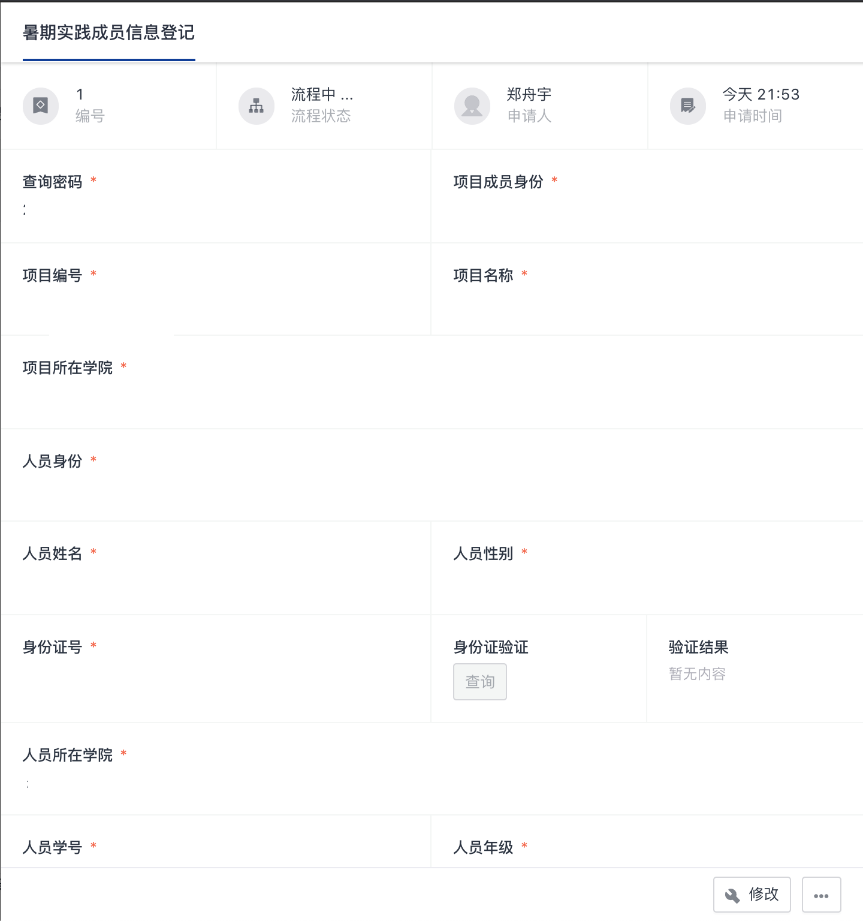 暑期实践成员信息登记
1
编号
流程中 ...
流程状态
郑舟宇
申请人
今天 21:53
申请时间
查询密码 *
项目成员身份 *
项目编号 *
项目名称 *
项目所在学院 *
人员身份 *
人员姓名 *
人员性别 *
身份证号 *
身份证验证
查询
验证结果
暂无内容
人员所在学院 *
人员学号 *
人员年级 *
修改
...